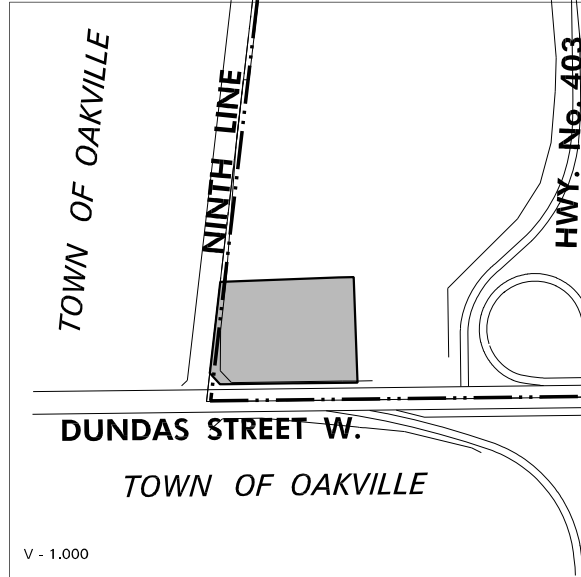 TOWN OF OAKVILLE
NINTH LINE
HWY. No. 403
DUNDAS STREET W.
TOWN OF OAKVILLE
V - 1.000